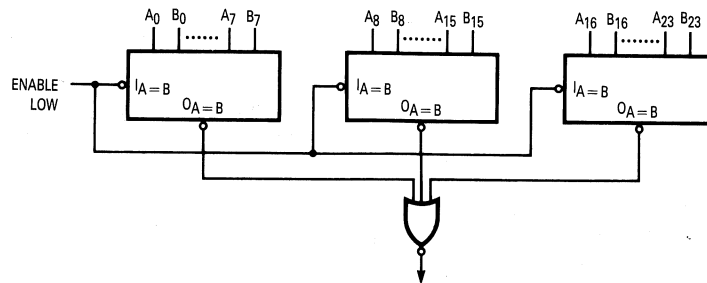 A0 B0 ....... A7 B7
A8 B8 ........ A15 B15
A16 B16 ........ A23 B23
ENABLE
LOW
IA = B
OA = B
IA = B
OA = B
IA = B
OA = B